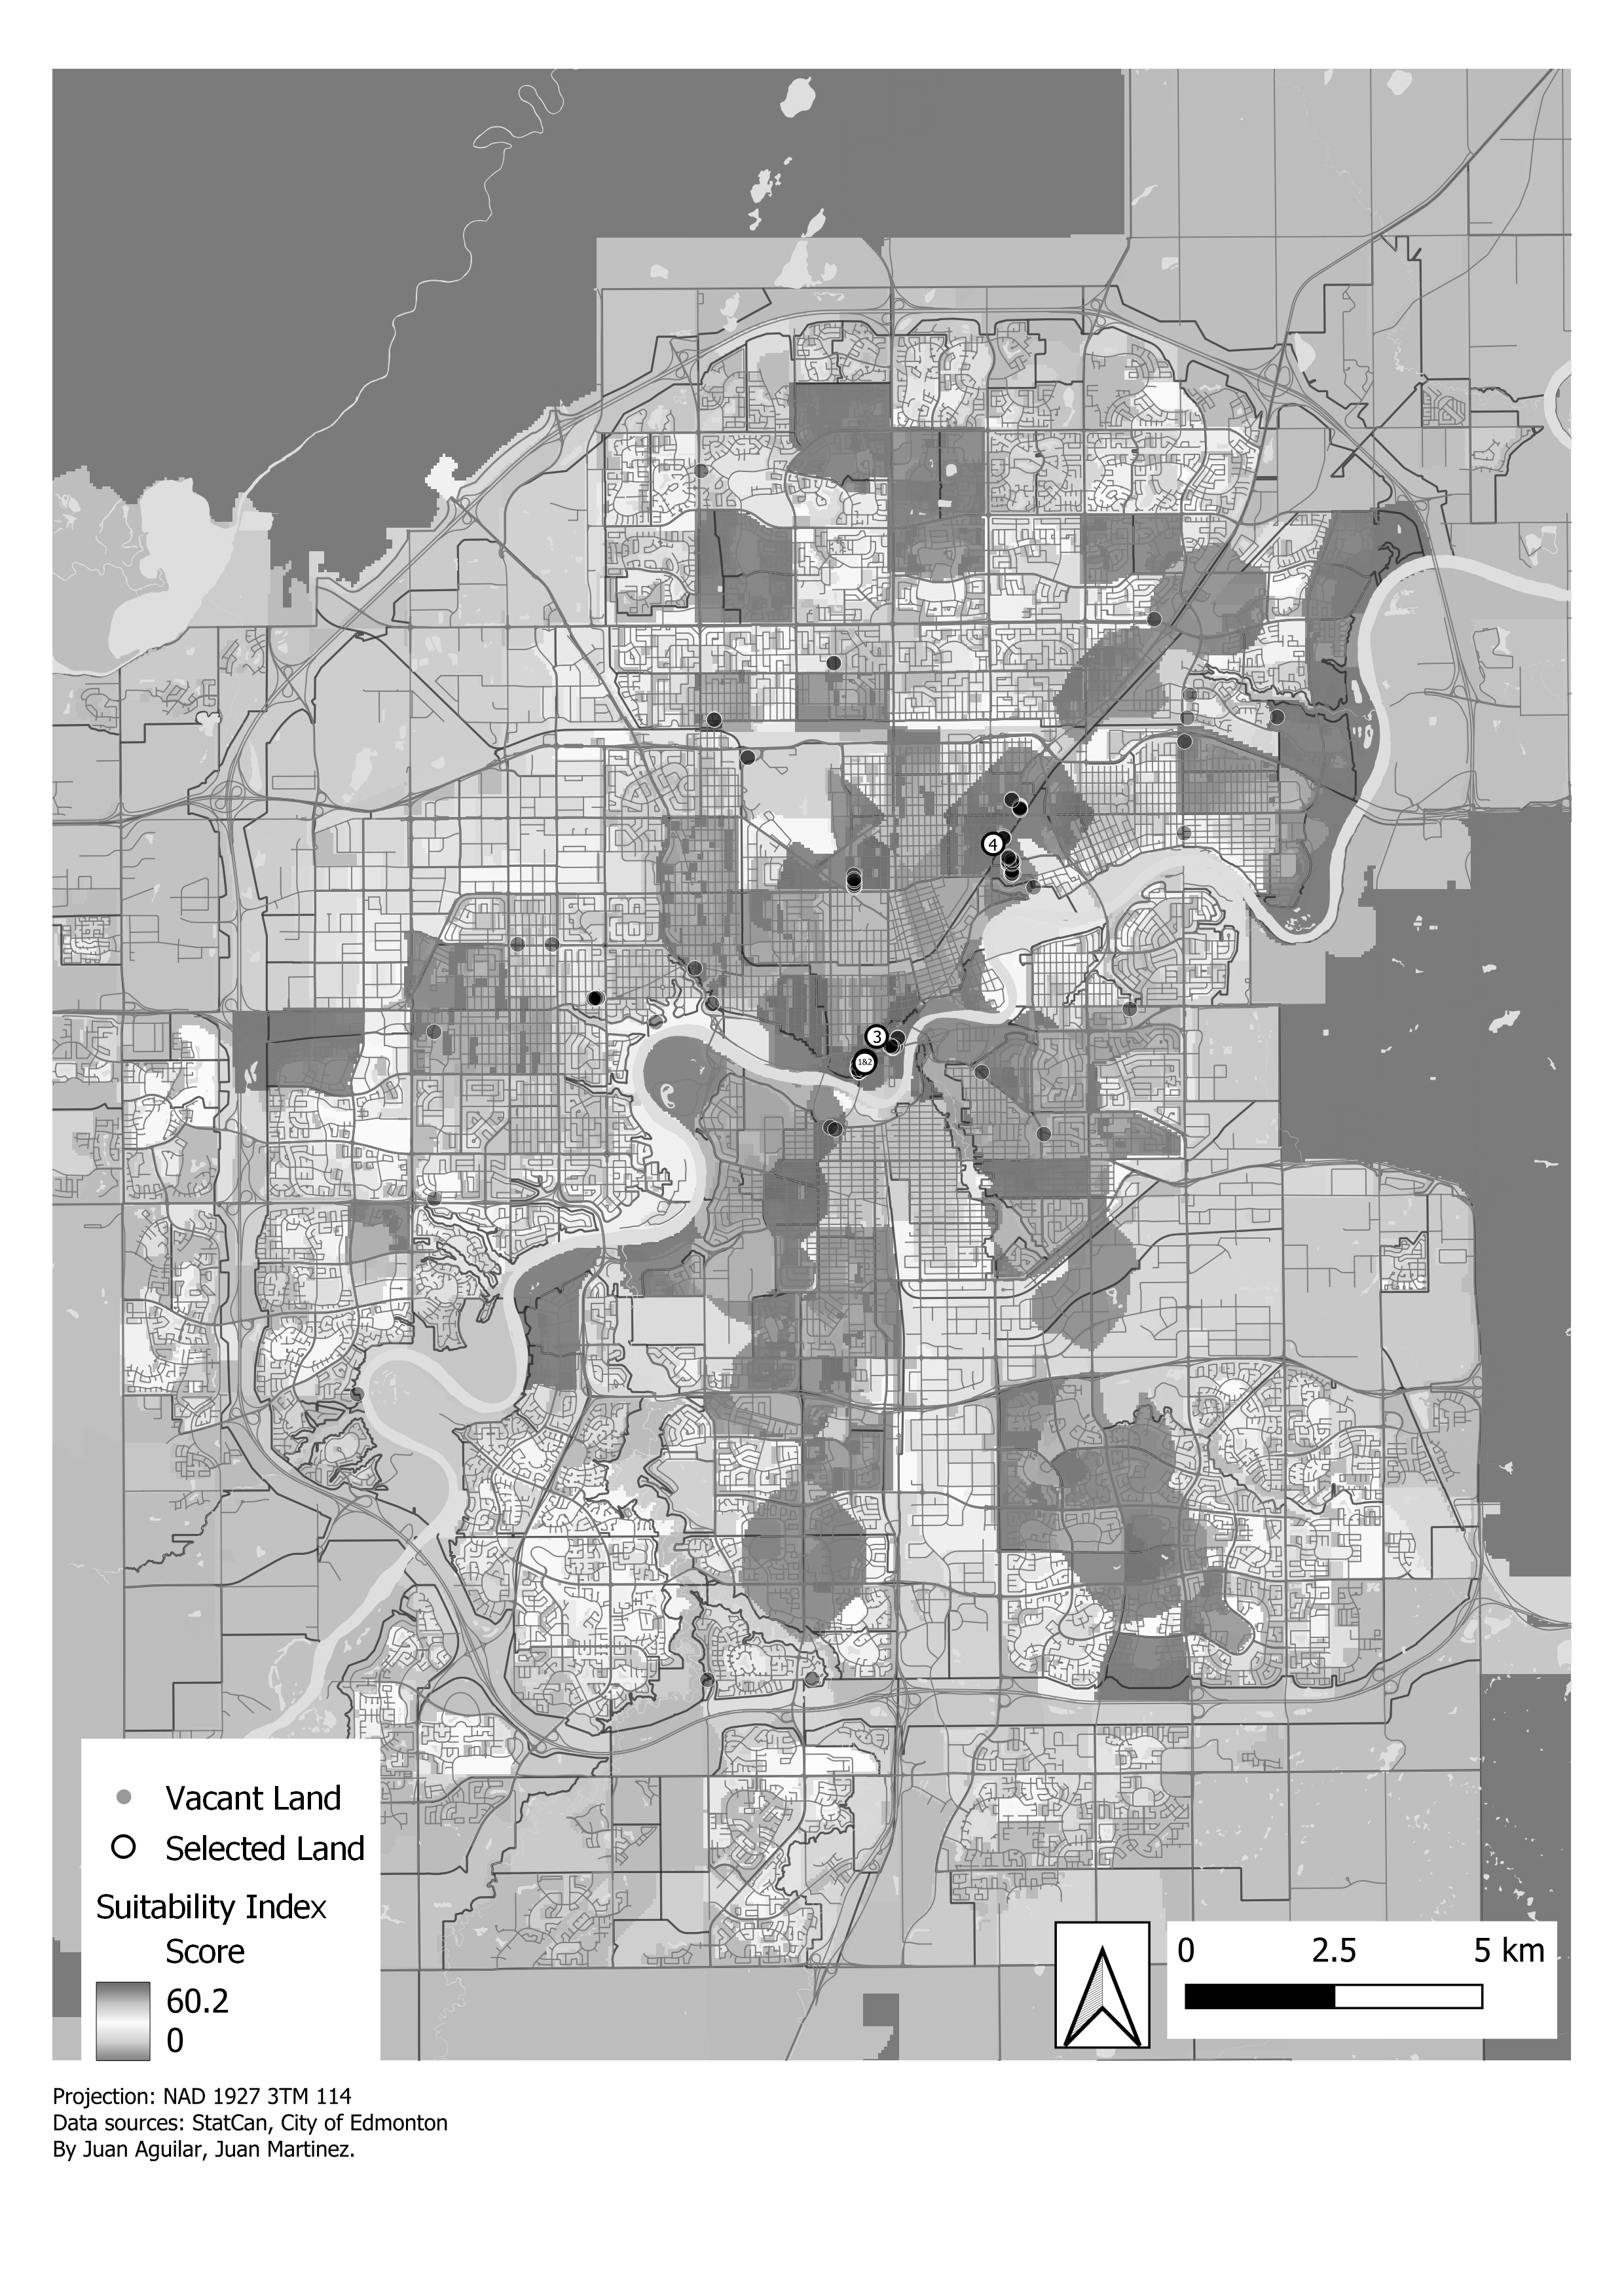 4
3
1&2
Vacant Land
Selected Land
Suitability Index
Score
60.2
0
0 2.5 5 km
Projection: NAD 1927 3TM 114
Data sources: StatCan, City of Edmonton
By Juan Aguilar, Juan Martinez.